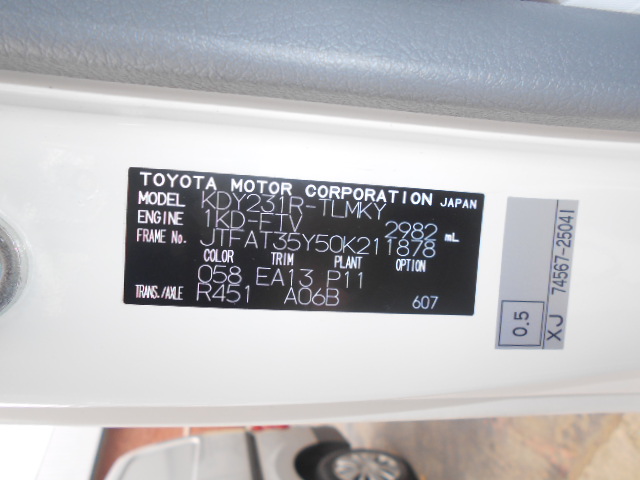 TOYOTA MOTOR CORPORATION JAPAN
MODEL KDY231R-TLMKY
ENGINE 1KD-FTV 2982 mL
FRAME No. JTFAT35Y50K211878
COLOR TRIM PLANT OPTION
058 EA13 P11
TRANS./AXLE R451 A06B 607
0.5
XJ 74567-25041